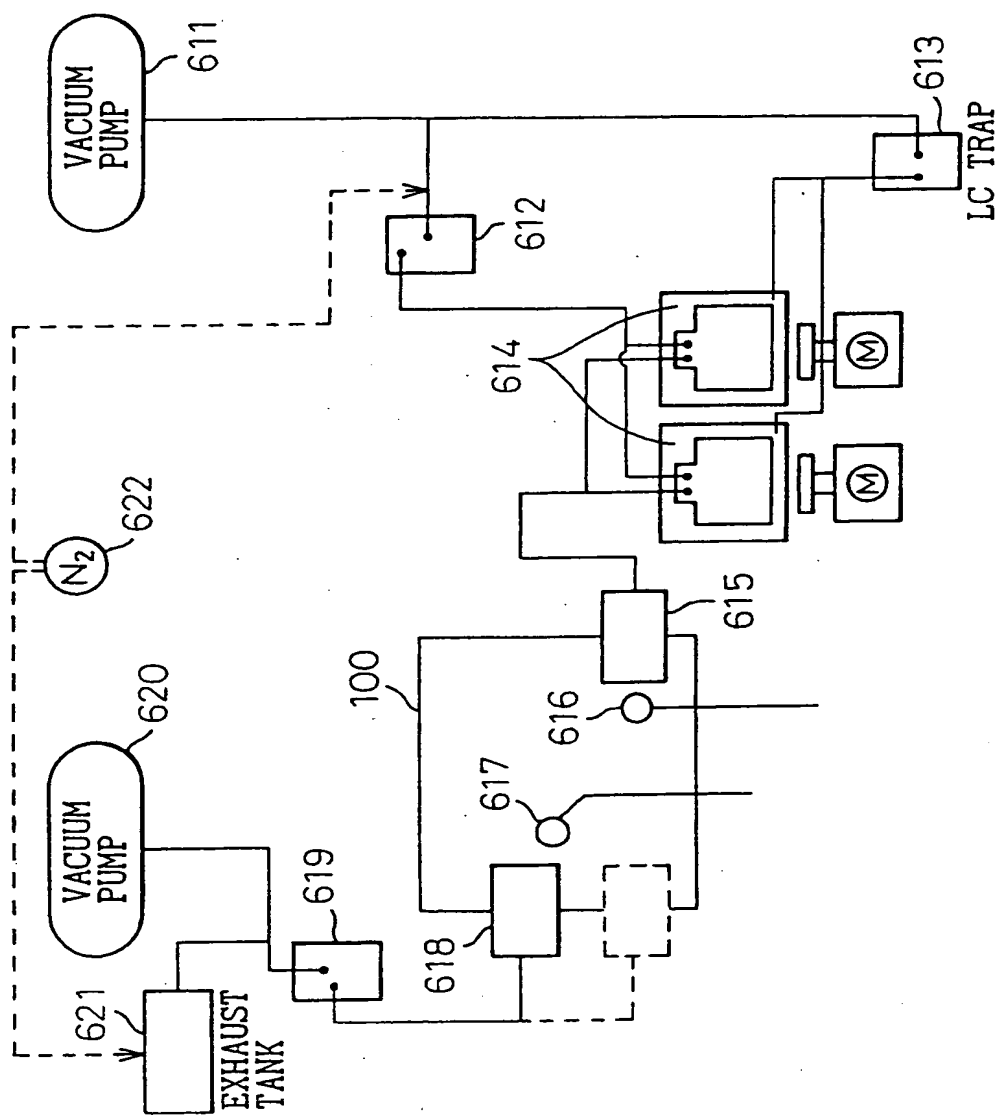 VACUUM
PUMP
611
VACUUM
PUMP
620
N2
622
621
EXHAUST
TANK
619
612
613
LC TRAP
614
100
615
616
617
618
M
M